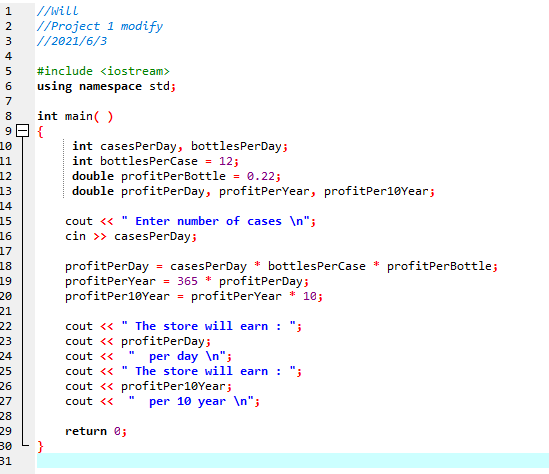 1 //Will
2 //Project 1 modify
3 //2021/6/3
4
5 #include <iostream>
6 using namespace std;
7
8 int main( )
9 {
10 int casesPerDay, bottlesPerDay;
11 int bottlesPerCase = 12;
12 double profitPerBottle = 0.22;
13 double profitPerDay, profitPerYear, profitPer10Year;
14
15 cout << " Enter number of cases \n";
16 cin >> casesPerDay;
17
18 profitPerDay = casesPerDay * bottlesPerCase * profitPerBottle;
19 profitPerYear = 365 * profitPerDay;
20 profitPer10Year = profitPerYear * 10;
21
22 cout << " The store will earn : ";
23 cout << profitPerDay;
24 cout <<  "  per day \n";
25 cout << " The store will earn : ";
26 cout << profitPer10Year;
27 cout <<  "  per 10 year \n";
28
29 return 0;
30 }
31